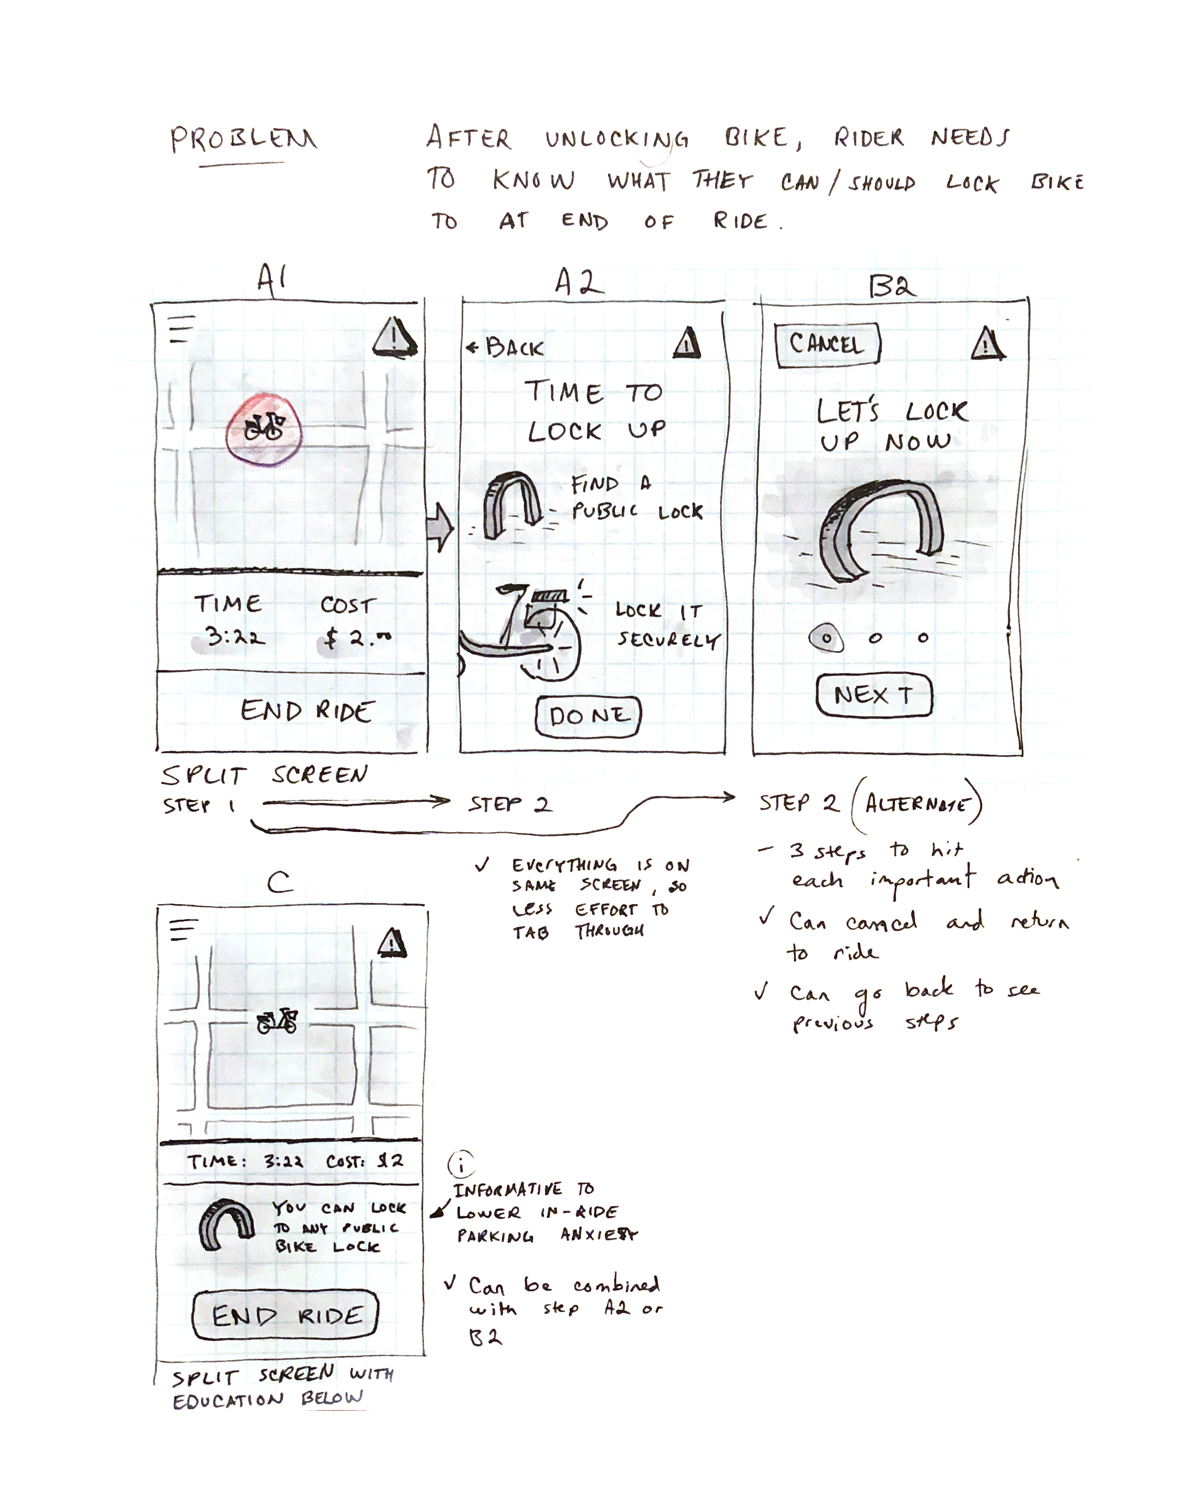 PROBLEM
AFTER UNLOCKING BIKE, RIDER NEEDS
TO KNOW WHAT THEY CAN/SHOULD LOCK BIKE
TO AT END OF RIDE.
A1
!
TIME COST
3:22 $2.00
END RIDE
SPLIT SCREEN
STEP 1
A2
← BACK
!
TIME TO
LOCK UP
FIND A
PUBLIC LOCK
LOCK IT
SECURELY
DONE
STEP 2
✓ EVERYTHING IS ON
SAME SCREEN, SO
LESS EFFORT TO
TAB THROUGH
B2
CANCEL
!
LET'S LOCK
UP NOW
NEXT
STEP 2 (ALTERNATE)
- 3 steps to hit
each important action
✓ Can cancel and return
to ride
✓ Can go back to see
previous steps
C
!
TIME: 3:22 COST: $2
YOU CAN LOCK
TO ANY PUBLIC
BIKE LOCK
END RIDE
SPLIT SCREEN WITH
EDUCATION BELOW
i
INFORMATIVE TO
LOWER IN-RIDE
PARKING ANXIETY
✓ Can be combined
with step A2 or
B2